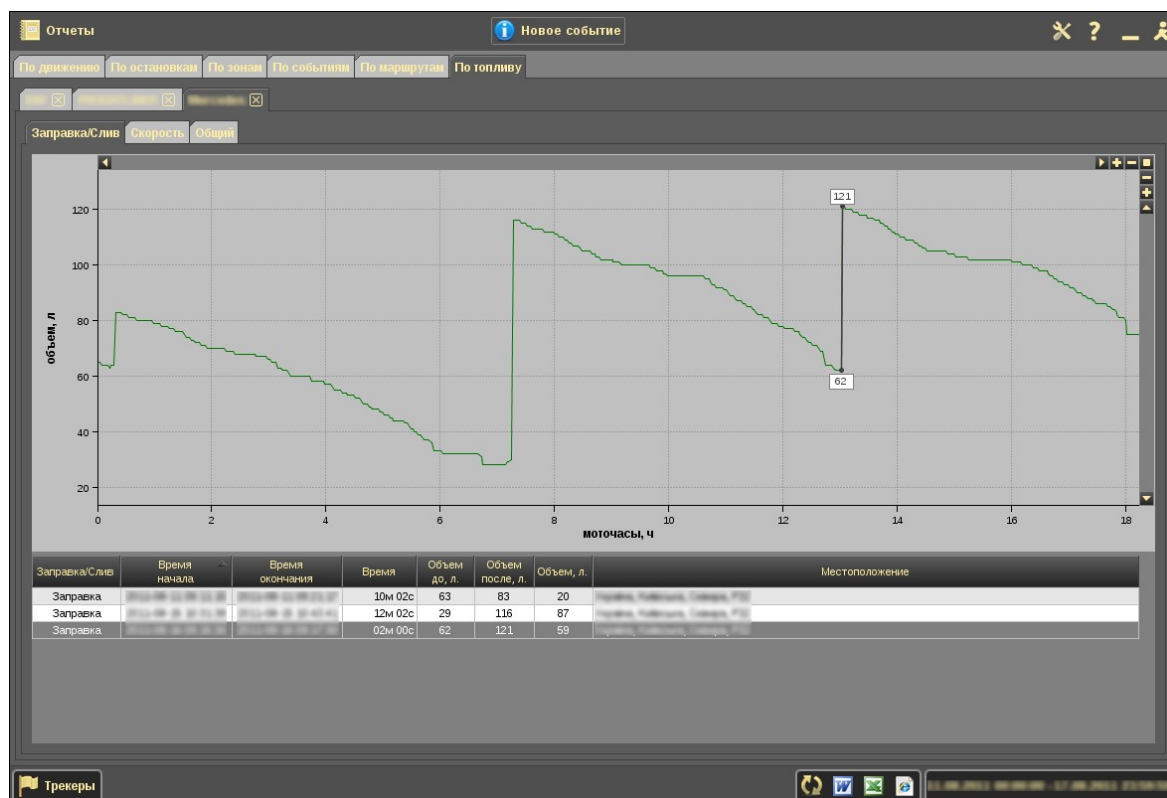 Отчеты
Новое событие
?
По движению По остановкам По зонам По событиям По маршрутам По топливу
Заправка/Слив Скорость Общий
121
120
100
объем, л
80
60
62
40
20
0 2 4 6 8 10 12 14 16 18
моточасы, ч
Заправка/Слив Время начала Время окончания Время Объем до, л. Объем после, л. Объем, л. Местоположение
Заправка 10м 02с 63 83 20
Заправка 12м 02с 29 116 87
Заправка 02м 00с 62 121 59
Трекеры